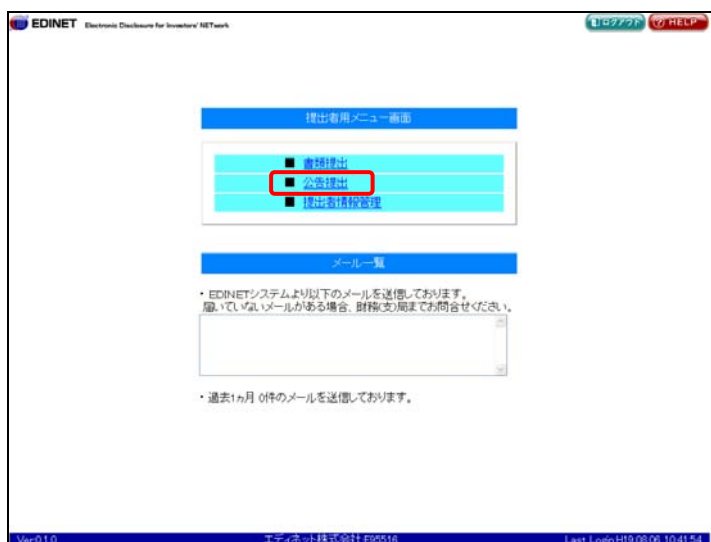 EDINET Electronic Disclosure for Investors' NETwork
ログアウト ? HELP
提出者用メニュー画面
■ 書類提出
■ 公告提出
■ 提出者情報管理
メール一覧
・EDINETシステムより以下のメールを送信しております。
届いていないメールがある場合、財務(支)局までお問合せください。
・過去1ヵ月 0件のメールを送信しております。
Ver.0.1.0 エディネット株式会社 E95516 Last Login H19.08.06 10:41:54